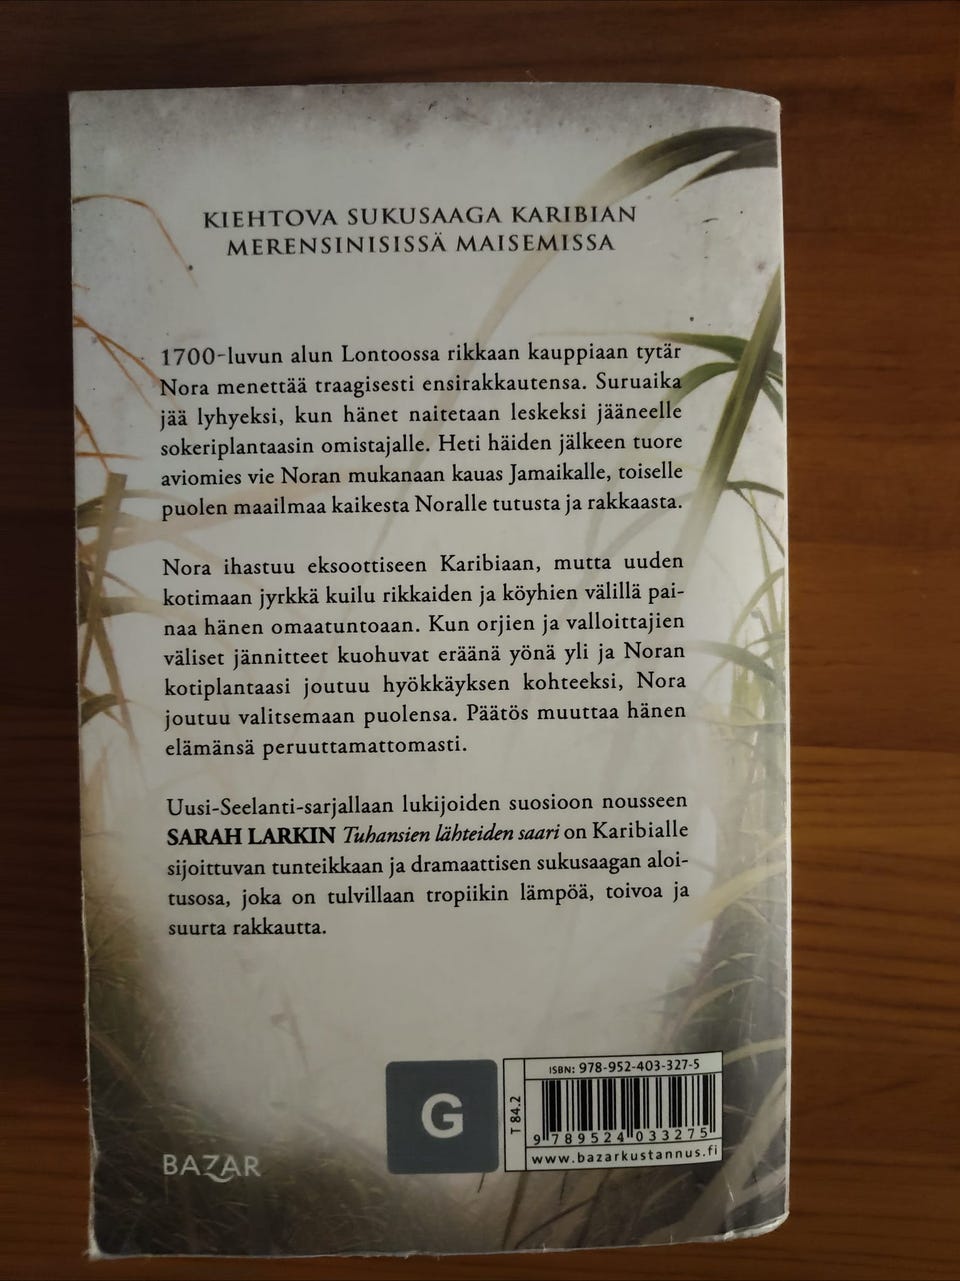 KIEHTOVA SUKUSAAGA KARIBIAN
MERENSINISISSÄ MAISEMISSA
1700-luvun alun Lontoossa rikkaan kauppiaan tytär
Nora menettää traagisesti ensirakkautensa. Suruaika
jää lyhyeksi, kun hänet naitetaan leskeksi jääneelle
sokeriplantaasin omistajalle. Heti häiden jälkeen tuore
aviomies vie Noran mukanaan kauas Jamaikalle, toiselle
puolen maailmaa kaikesta Noralle tutusta ja rakkaasta.
Nora ihastuu eksoottiseen Karibiaan, mutta uuden
kotimaan jyrkkä kuilu rikkaiden ja köyhien välillä pai-
naa hänen omaatuntoaan. Kun orjien ja valloittajien
väliset jännitteet kuohuvat eräänä yönä yli ja Noran
kotiplantaasi joutuu hyökkäyksen kohteeksi, Nora
joutuu valitsemaan puolensa. Päätös muuttaa hänen
elämänsä peruuttamattomasti.
Uusi-Seelanti-sarjallaan lukijoiden suosioon nousseen
SARAH LARKIN Tuhansien lähteiden saari on Karibialle
sijoittuvan tunteikkaan ja dramaattisen sukusaagan aloi-
tusosa, joka on tulvillaan tropiikin lämpöä, toivoa ja
suurta rakkautta.
BAZAR
G
T 84.2
ISBN: 978-952-403-327-5
9 789524 033275
www.bazarkustannus.fi